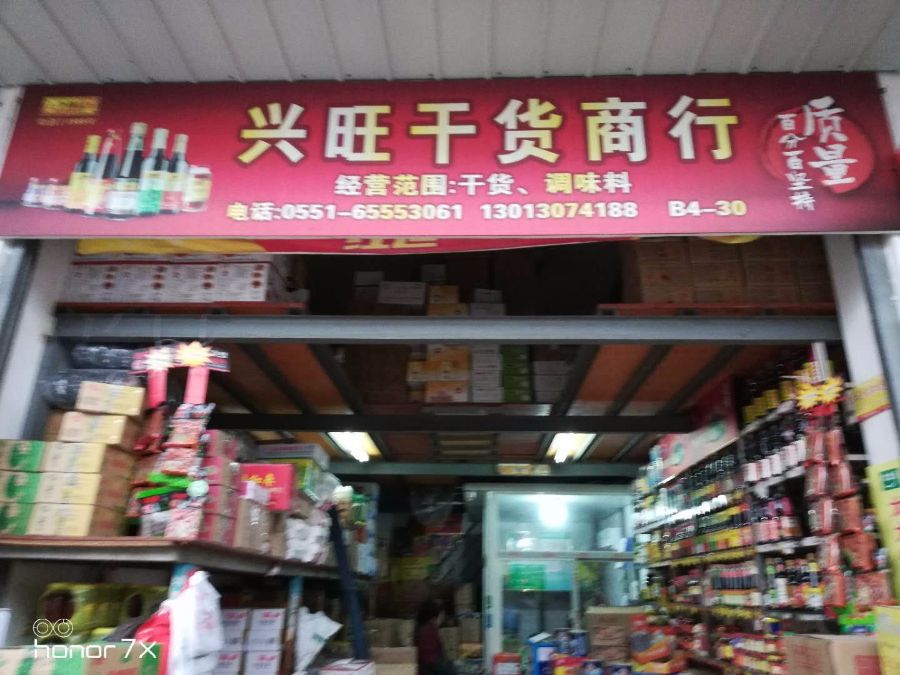 兴旺干货商行
质量
百分百坚持
经营范围:干货、调味料
电话:0551-65553061 13013074188 B4-30
honor 7X